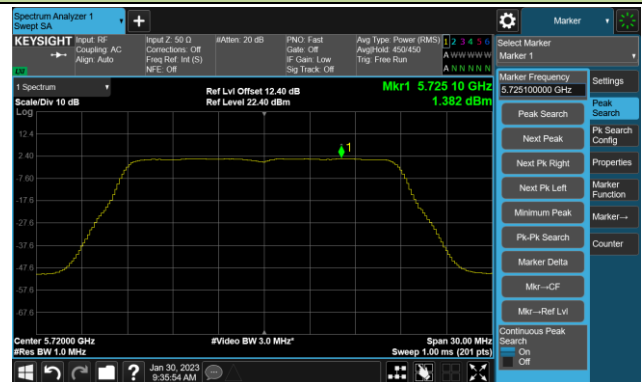 Spectrum Analyzer 1
Swept SA
Marker
KEYSIGHT
Input: RF
Coupling: AC
Align: Auto
Input Z: 50 Ω
Corrections: Off
Freq Ref: Int (S)
NFE: Off
#Atten: 20 dB
PNO: Fast
Gate: Off
IF Gain: Low
Sig Track: Off
Avg Type: Power (RMS)
Avg|Hold: 450/450
Trig: Free Run
1 2 3 4 5 6
A W W W W W
A N N N N N
LW
Select Marker
Marker 1
1 Spectrum
Scale/Div 10 dB
Log
Ref Lvl Offset 12.40 dB
Ref Level 22.40 dBm
Mkr1 5.725 10 GHz
1.382 dBm
12.4
2.40
-7.60
-17.6
-27.6
-37.6
-47.6
-57.6
-67.6
1
Center 5.72000 GHz
#Res BW 1.0 MHz
#Video BW 3.0 MHz*
Span 30.00 MHz
Sweep 1.00 ms (201 pts)
Marker Frequency
5.725100000 GHz
Peak Search
Next Peak
Next Pk Right
Next Pk Left
Minimum Peak
Pk-Pk Search
Marker Delta
Mkr→CF
Mkr→Ref Lvl
Continuous Peak
Search
On
Off
Settings
Peak
Search
Pk Search
Config
Properties
Marker
Function
Marker→
Counter
?
Jan 30, 2023
9:35:54 AM